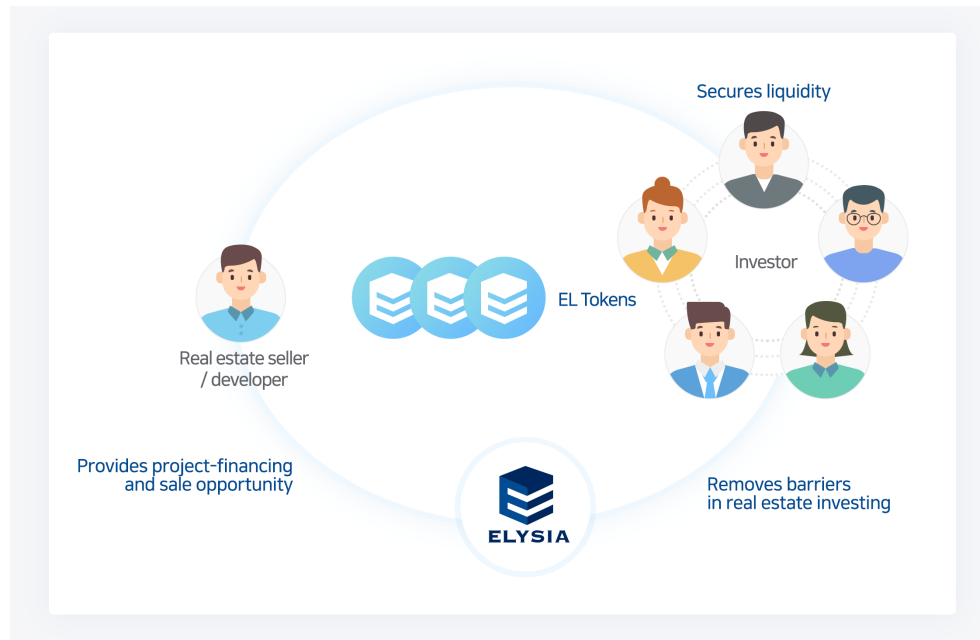 Secures liquidity
Investor
EL Tokens
Real estate seller
/ developer
Provides project-financing
and sale opportunity
Removes barriers
in real estate investing
ELYSIA